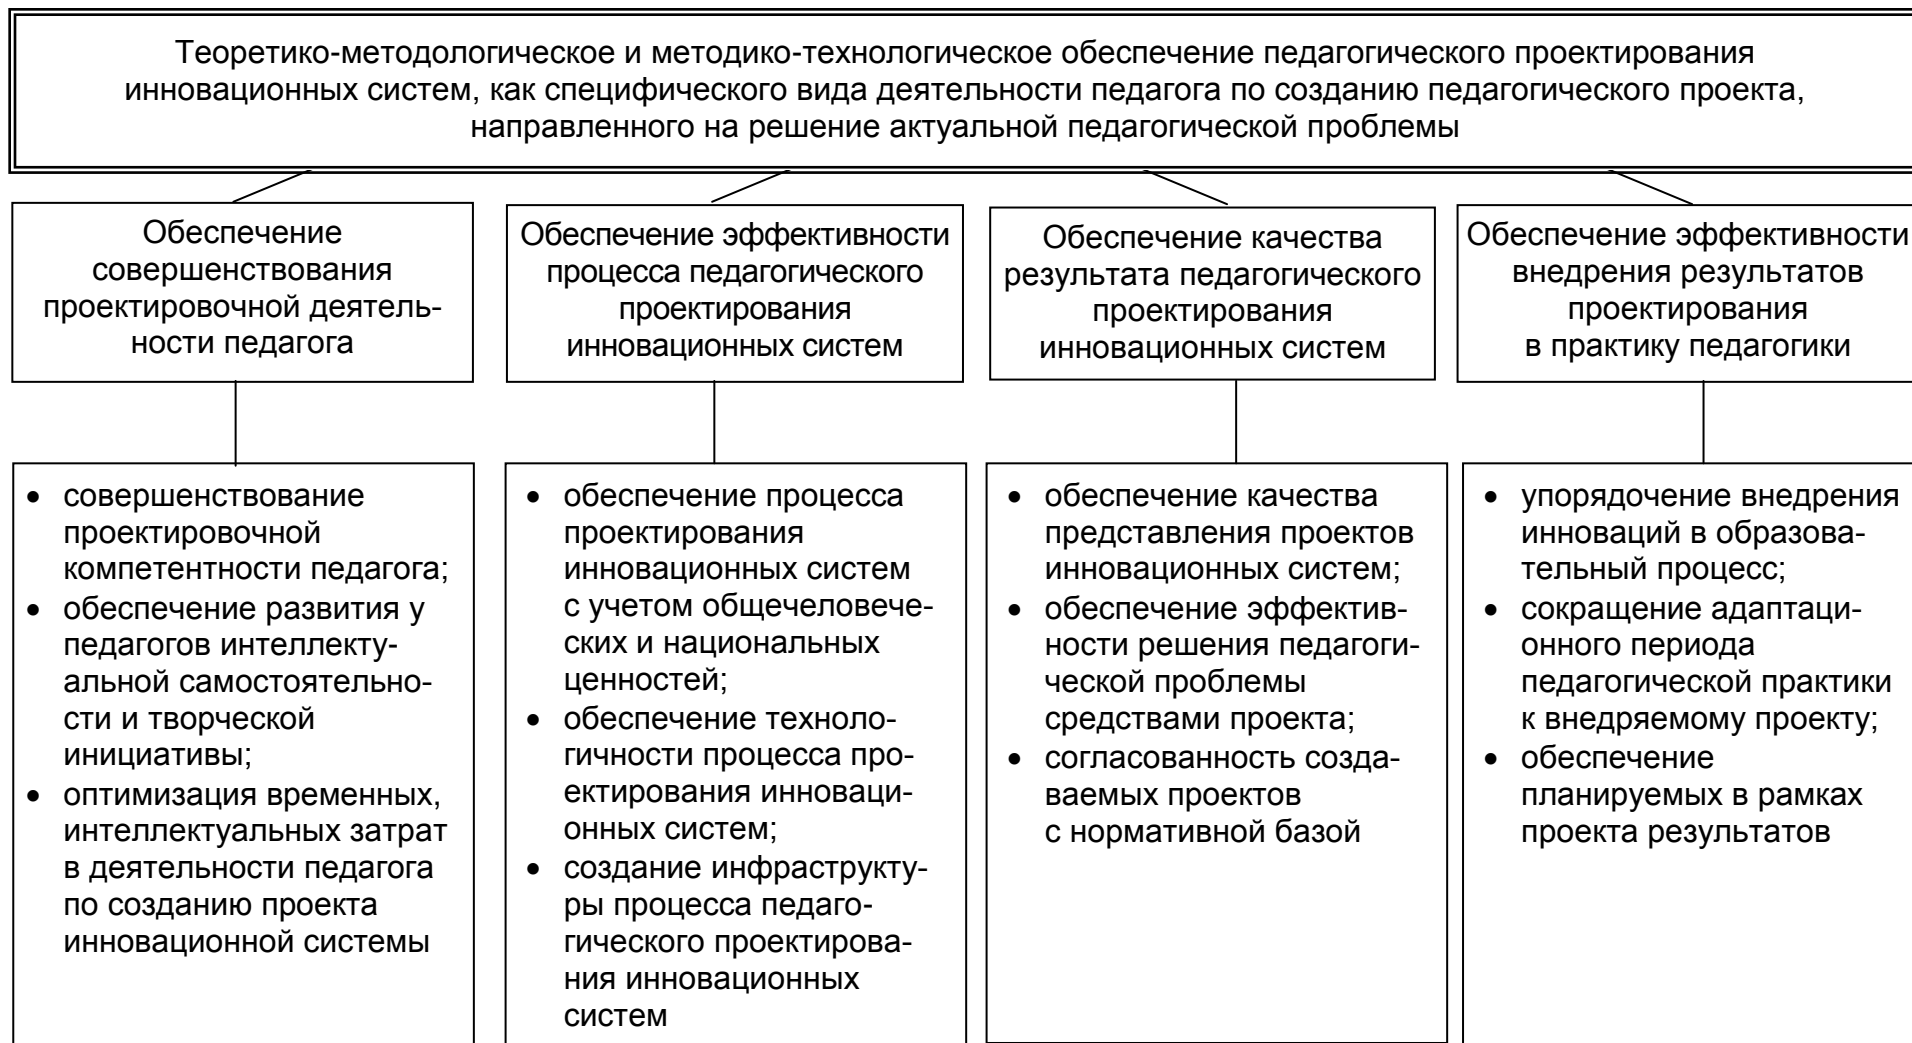 Теоретико-методологическое и методико-технологическое обеспечение педагогического проектирования
инновационных систем, как специфического вида деятельности педагога по созданию педагогического проекта,
направленного на решение актуальной педагогической проблемы
Обеспечение
совершенствования
проектировочной деятель-
ности педагога
Обеспечение эффективности
процесса педагогического
проектирования
инновационных систем
Обеспечение качества
результата педагогического
проектирования
инновационных систем
Обеспечение эффективности
внедрения результатов
проектирования
в практику педагогики
• совершенствование
проектировочной
компетентности педагога;
• обеспечение развития у
педагогов интеллекту-
альной самостоятельно-
сти и творческой
инициативы;
• оптимизация временных,
интеллектуальных затрат
в деятельности педагога
по созданию проекта
инновационной системы
• обеспечение процесса
проектирования
инновационных систем
с учетом общечеловече-
ских и национальных
ценностей;
• обеспечение техноло-
гичности процесса про-
ектирования инноваци-
онных систем;
• создание инфраструкту-
ры процесса педаго-
гического проектирова-
ния инновационных
систем
• обеспечение качества
представления проектов
инновационных систем;
• обеспечение эффектив-
ности решения педагоги-
ческой проблемы
средствами проекта;
• согласованность созда-
ваемых проектов
с нормативной базой
• упорядочение внедрения
инноваций в образова-
тельный процесс;
• сокращение адаптаци-
онного периода
педагогической практики
к внедряемому проекту;
• обеспечение
планируемых в рамках
проекта результатов